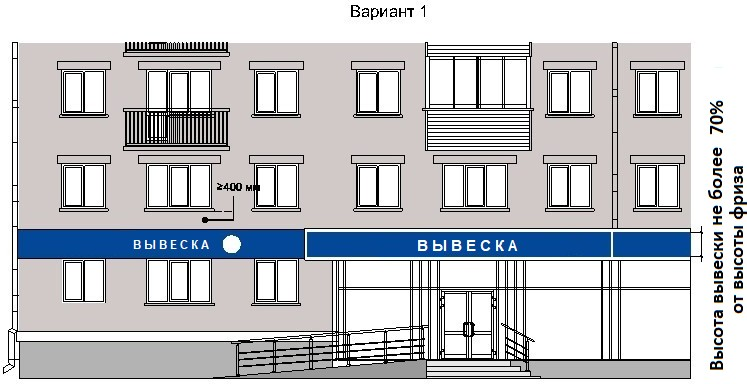 Вариант 1
≥400 мм
ВЫВЕСКА
ВЫВЕСКА
Высота вывески не более 70%
от высоты фриза